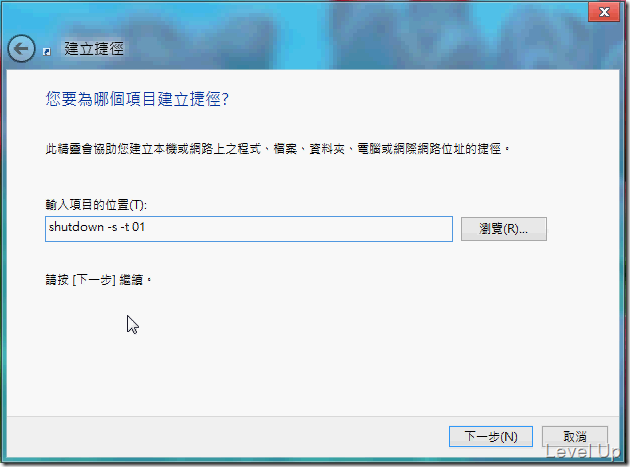 建立捷徑
您要為哪個項目建立捷徑?
此精靈會協助您建立本機或網路上之程式、檔案、資料夾、電腦或網際網路位址的捷徑。
輸入項目的位置(T):
shutdown -s -t 01
瀏覽(R)...
請按 [下一步] 繼續。
下一步(N)
取消
Level Up